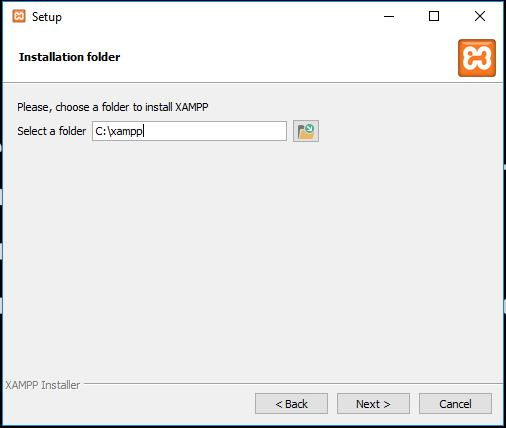 Setup
Installation folder
Please, choose a folder to install XAMPP
Select a folder C:\xampp
XAMPP Installer
< Back Next > Cancel